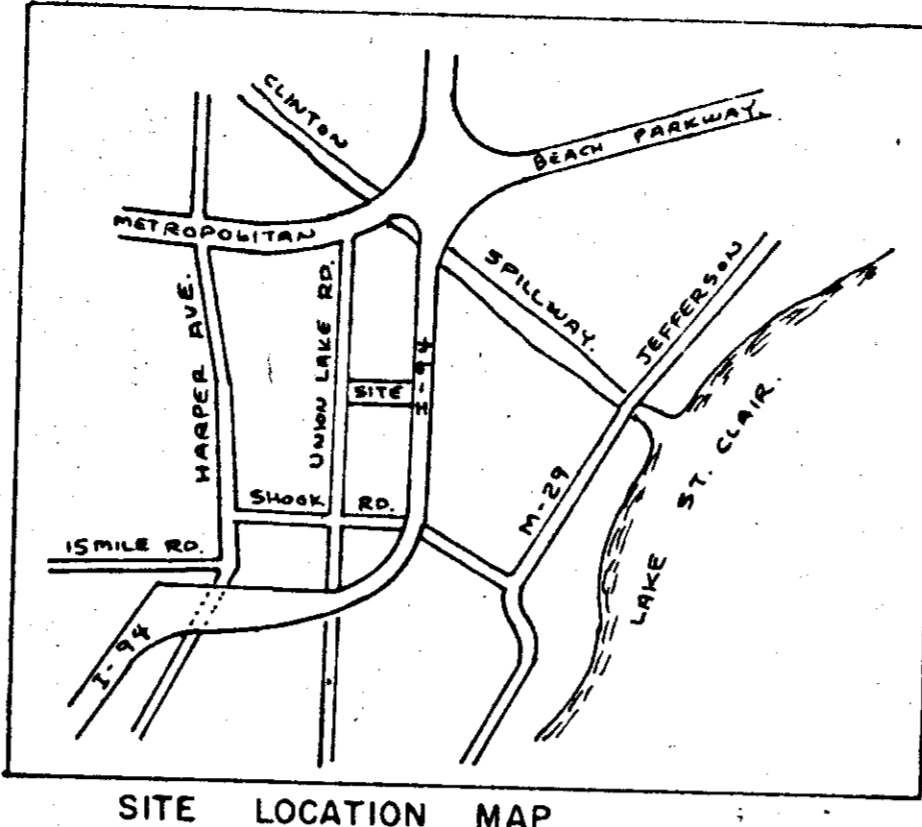 CLINTON
BEACH PARKWAY.
METROPOLITAN
SPILLWAY.
JEFFERSON
HARPER AVE.
UNION LAKE RD.
I-94
SITE
LAKE ST. CLAIR.
M-29
SHOOK RD.
15 MILE RD.
I-94
SITE LOCATION MAP